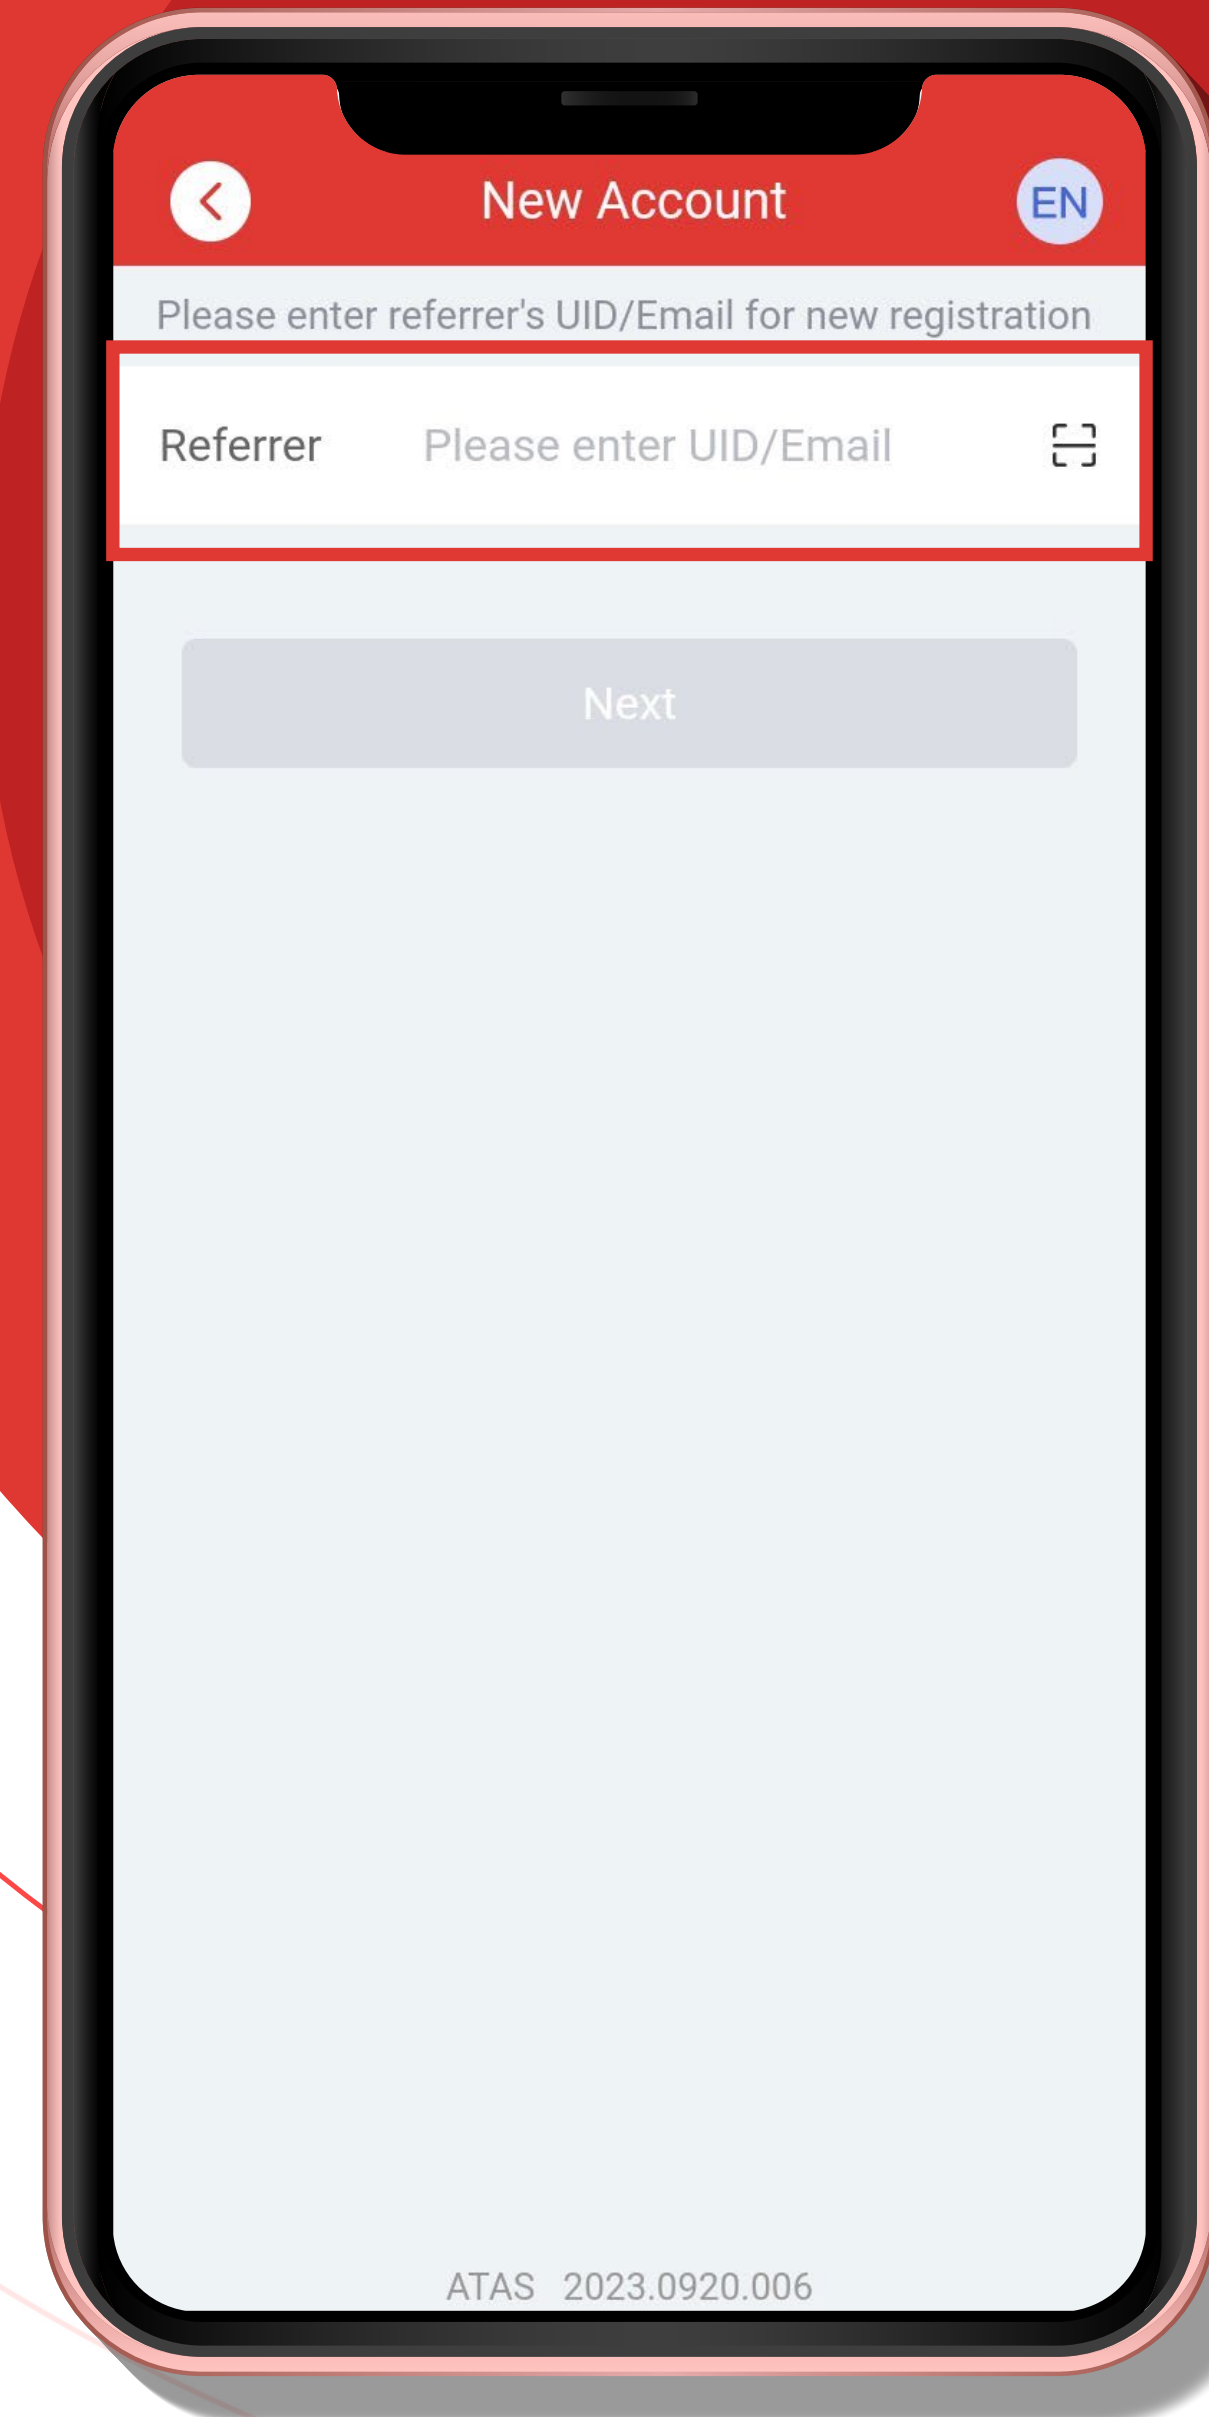 New Account
EN
Please enter referrer's UID/Email for new registration
Referrer Please enter UID/Email
Next
ATAS 2023.0920.006